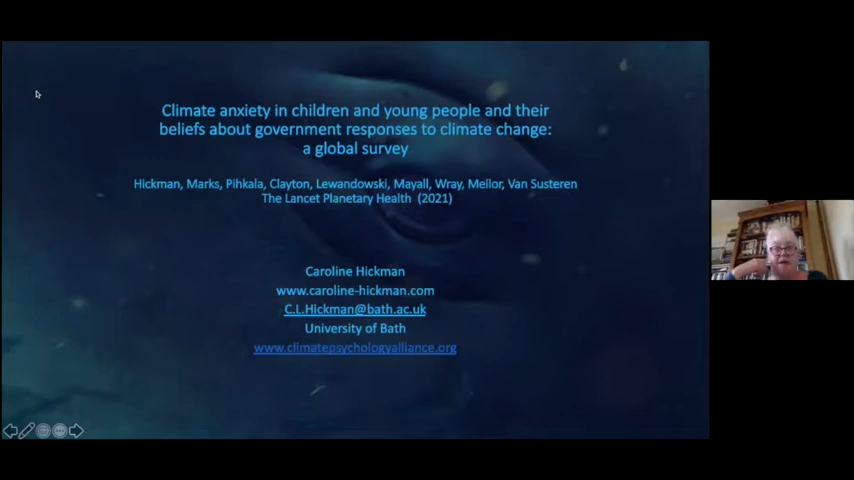 Climate anxiety in children and young people and their
beliefs about government responses to climate change:
a global survey
Hickman, Marks, Pihkala, Clayton, Lewandowski, Mayall, Wray, Mellor, Van Susteren
The Lancet Planetary Health (2021)
Caroline Hickman
www.caroline-hickman.com
C.L.Hickman@bath.ac.uk
University of Bath
www.climatepsychologyalliance.org